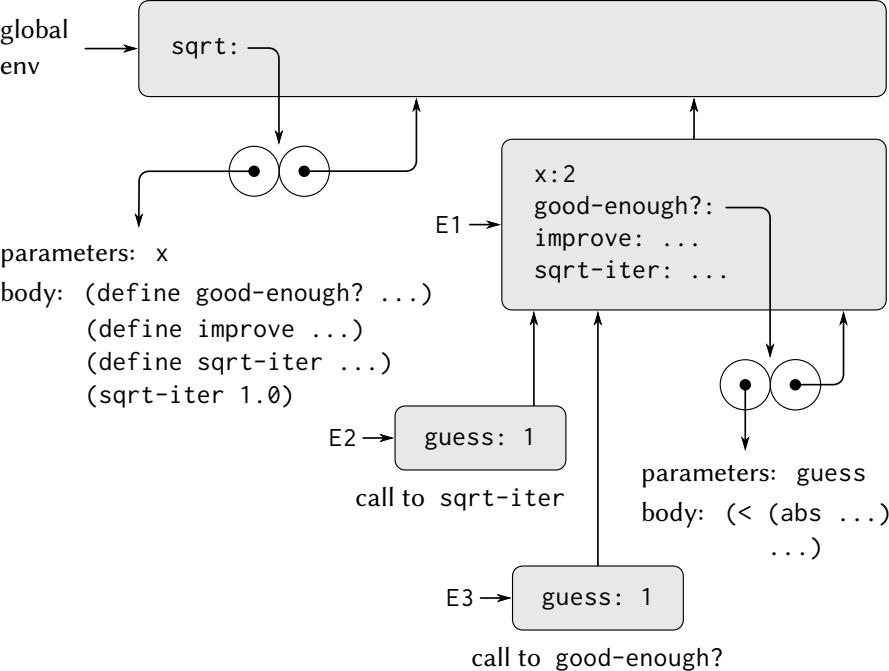 global
env
sqrt:
x:2
good-enough?:
E1
improve: ...
sqrt-iter: ...
parameters: x
body: (define good-enough? ...)
(define improve ...)
(define sqrt-iter ...)
(sqrt-iter 1.0)
E2
guess: 1
call to sqrt-iter
parameters: guess
body: (< (abs ...)
...)
E3
guess: 1
call to good-enough?